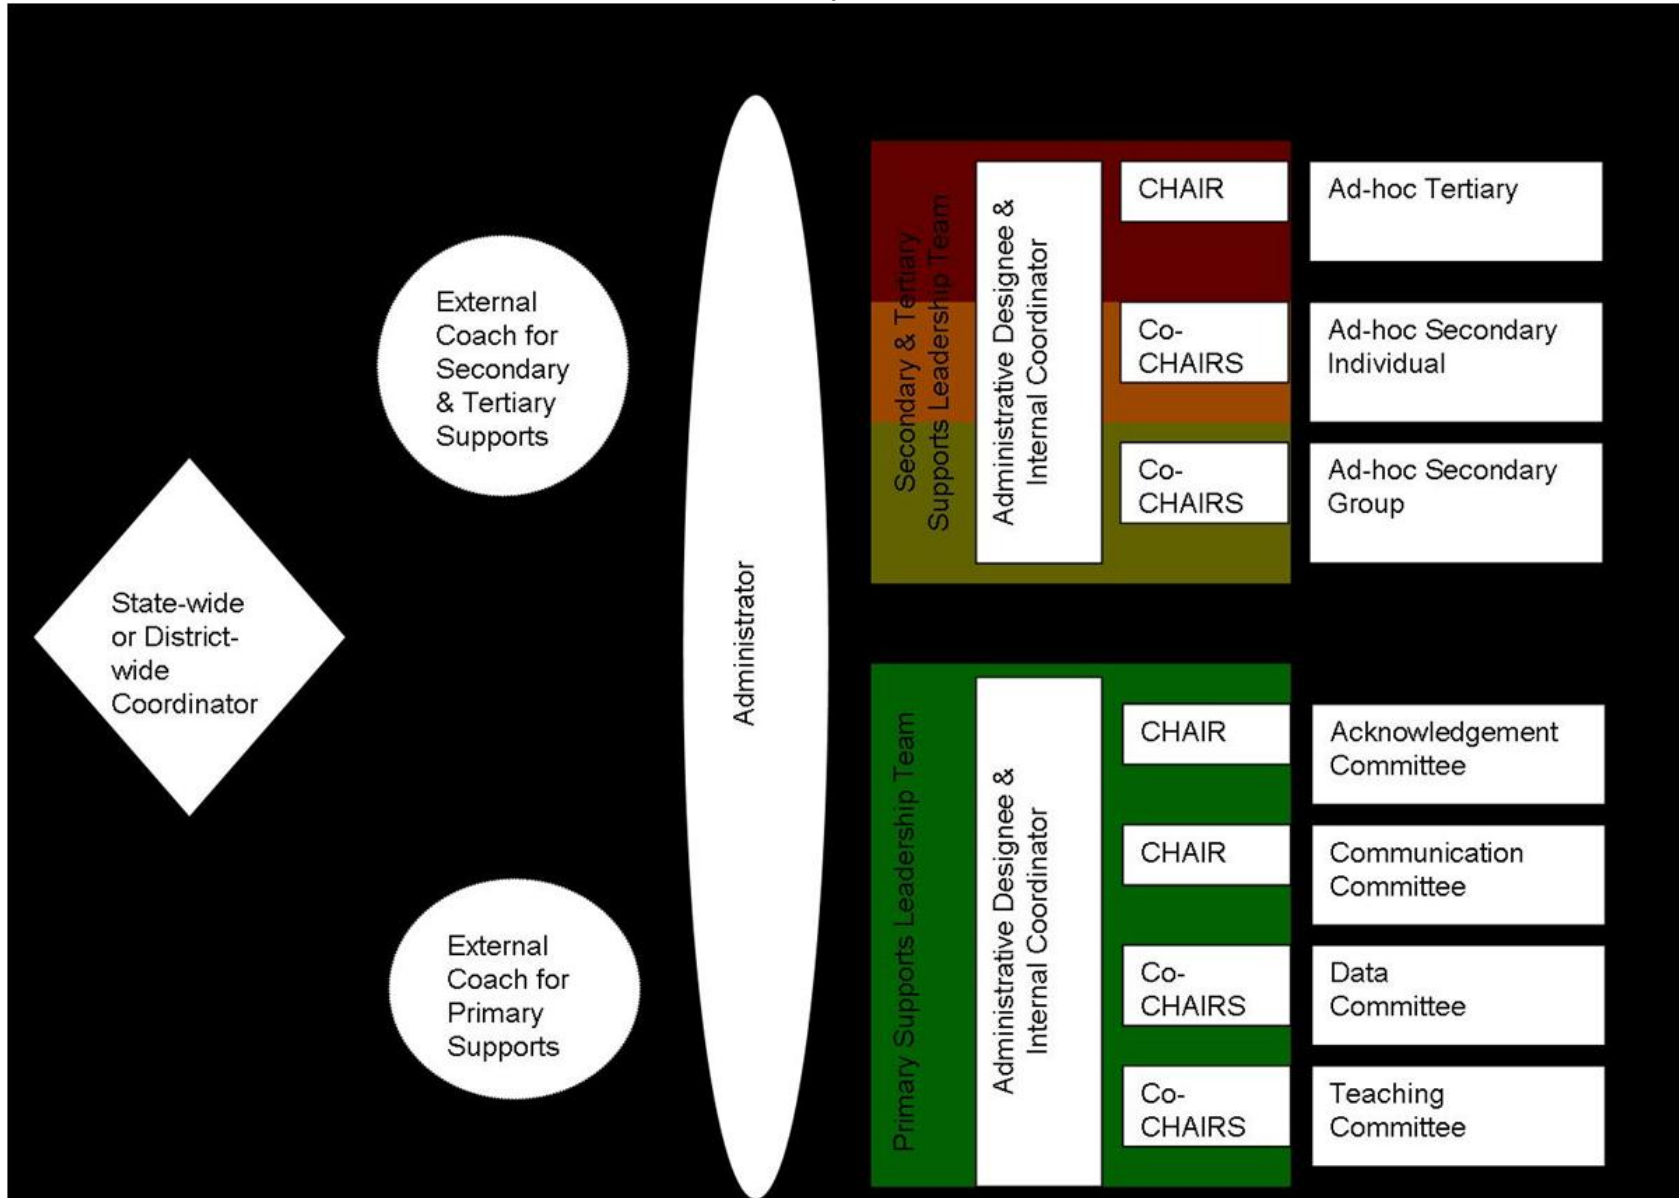 State-wide
or District-
wide
Coordinator
External
Coach for
Secondary
& Tertiary
Supports
External
Coach for
Primary
Supports
Administrator
Secondary & Tertiary
Supports Leadership Team
Administrative Designee &
Internal Coordinator
CHAIR
Ad-hoc Tertiary
Co-
CHAIRS
Ad-hoc Secondary
Individual
Co-
CHAIRS
Ad-hoc Secondary
Group
Primary Supports Leadership Team
Administrative Designee &
Internal Coordinator
CHAIR
Acknowledgement
Committee
CHAIR
Communication
Committee
Co-
CHAIRS
Data
Committee
Co-
CHAIRS
Teaching
Committee